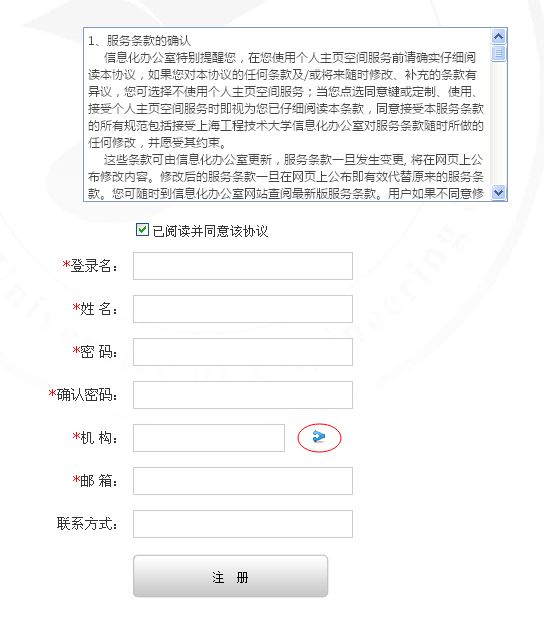 1、服务条款的确认
信息化办公室特别提醒您，在您使用个人主页空间服务前请确实仔细阅
读本协议，如果您对本协议的任何条款及/或将来随时修改、补充的条款有
异议，您可选择不使用个人主页空间服务；当您点选同意键或定制、使用、
接受个人主页空间服务时即视为您已仔细阅读本条款，同意接受本服务条款
的所有规范包括接受上海工程技术大学信息化办公室对服务条款随时所做的
任何修改，并愿受其约束。
这些条款可由信息化办公室更新，服务条款一旦发生变更, 将在网页上公
布修改内容。修改后的服务条款一旦在网页上公布即有效代替原来的服务条
款。您可随时到信息化办公室网站查阅最新版服务条款。用户如果不同意修
已阅读并同意该协议
*登录名：
*姓 名：
*密 码：
*确认密码：
*机 构：
*邮 箱：
联系方式：
注 册